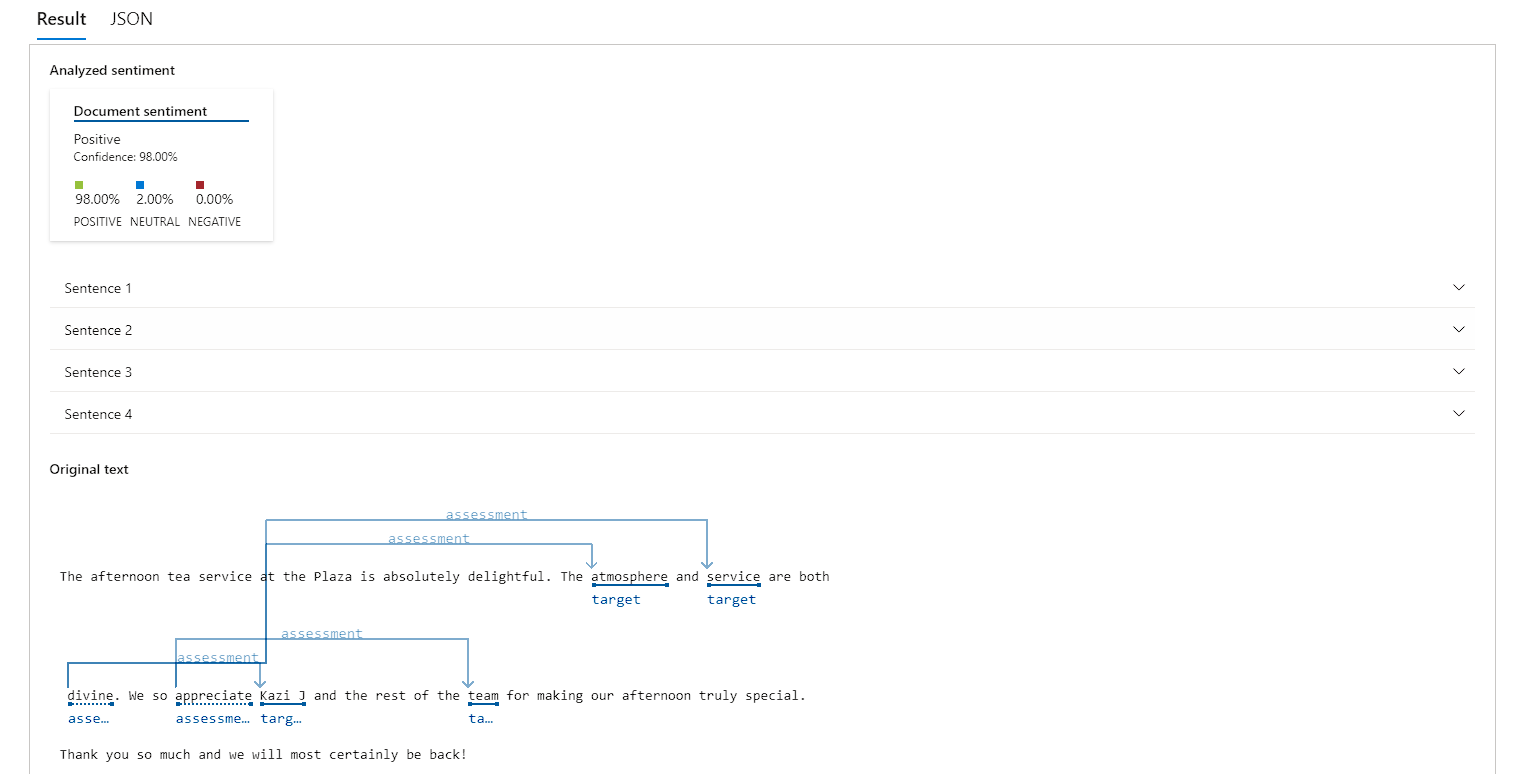 Result JSON
Analyzed sentiment
Document sentiment
Positive
Confidence: 98.00%
98.00% 2.00% 0.00%
POSITIVE NEUTRAL NEGATIVE
Sentence 1
Sentence 2
Sentence 3
Sentence 4
Original text
assessment
assessment
The afternoon tea service at the Plaza is absolutely delightful. The atmosphere and service are both
target target
assessment
assessment
divine. We so appreciate Kazi J and the rest of the team for making our afternoon truly special.
asse… assessme… targ… ta…
Thank you so much and we will most certainly be back!